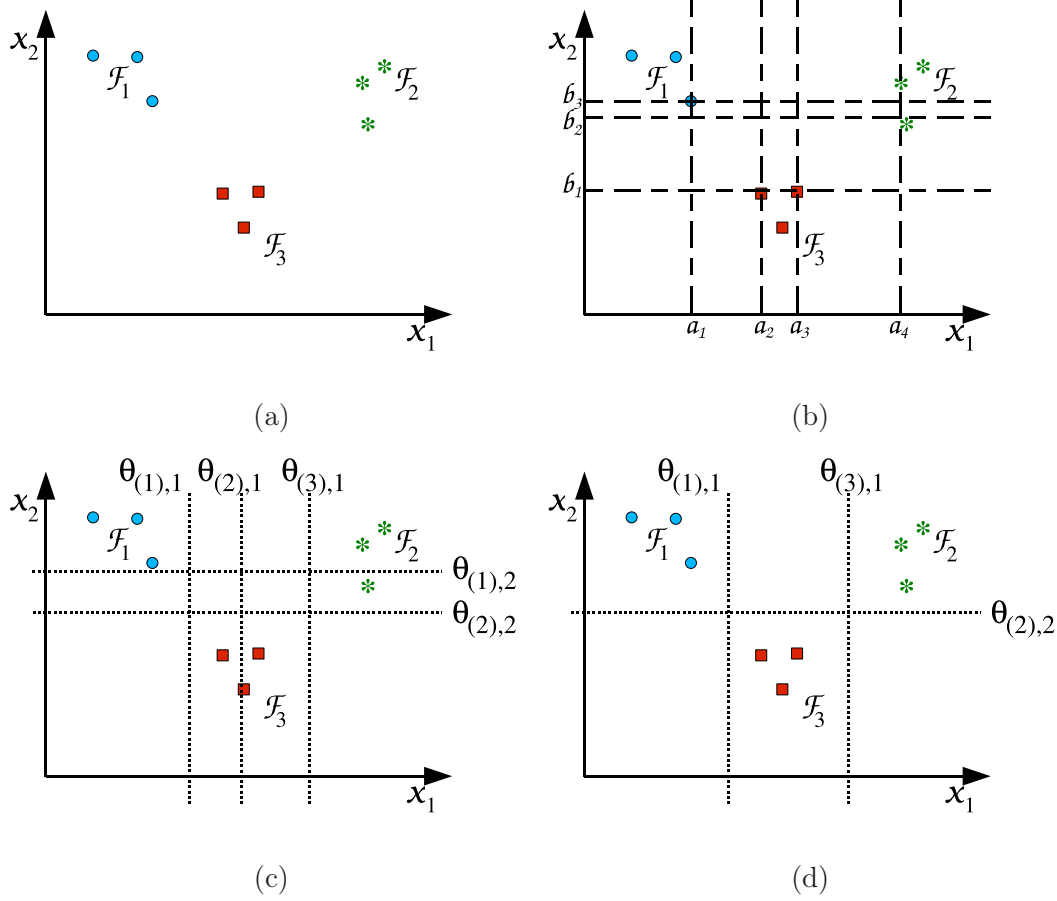 x₂
ℱ₁
ℱ₂
ℱ₃
x₁
(a)
x₂
ℱ₁
ℱ₂
b₃
b₂
b₁
ℱ₃
a₁ a₂ a₃ a₄ x₁
(b)
θ₍₁₎,₁ θ₍₂₎,₁ θ₍₃₎,₁
x₂
ℱ₁
ℱ₂
θ₍₁₎,₂
θ₍₂₎,₂
ℱ₃
x₁
(c)
θ₍₁₎,₁ θ₍₃₎,₁
x₂
ℱ₁
ℱ₂
θ₍₂₎,₂
ℱ₃
x₁
(d)